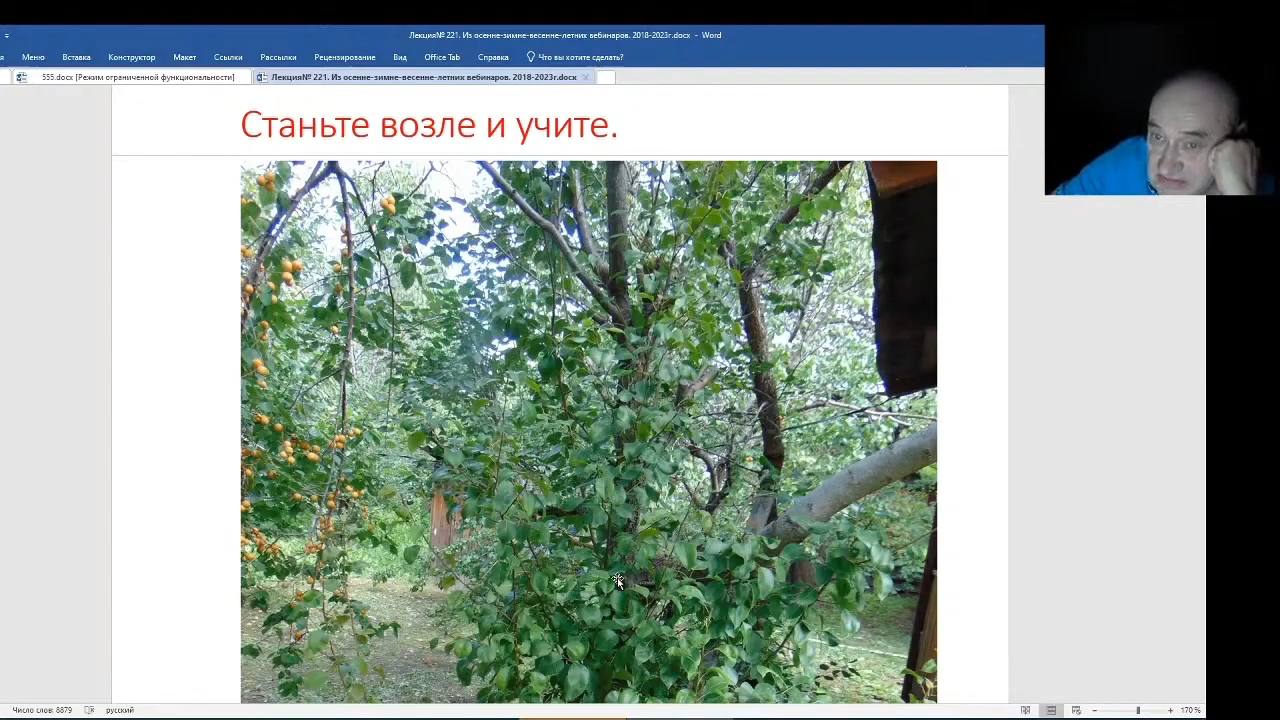 Лекция№ 221. Из осенне-зимне-весенне-летних вебинаров. 2018-2023г.docx - Word
я Меню Вставка Конструктор Макет Ссылки Рассылки Рецензирование Вид Office Tab Справка Что вы хотите сделать?
555.docx [Режим ограниченной функциональности] Лекция№ 221. Из осенне-зимне-весенне-летних вебинаров. 2018-2023г.docx
Станьте возле и учите.
Число слов: 8879 русский 170 %